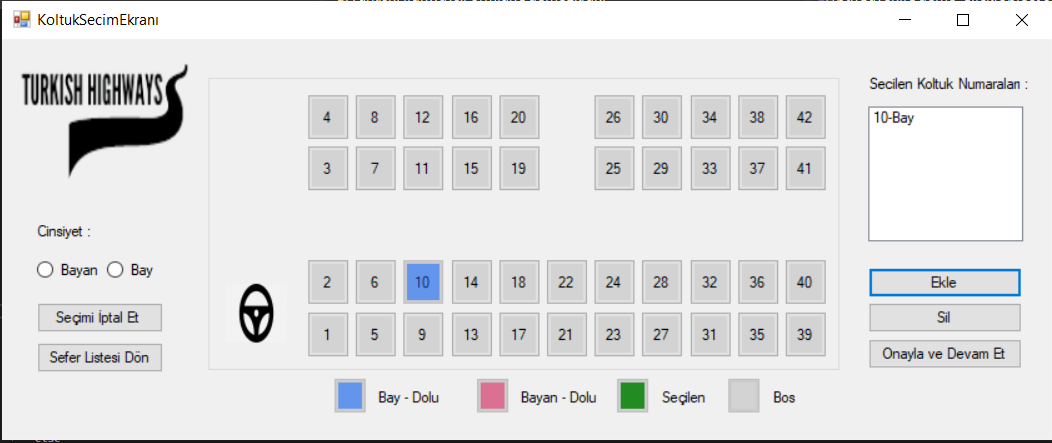 KoltukSecimEkranı
TURKISH HIGHWAYS
Cinsiyet :
Bayan Bay
Seçimi İptal Et
Sefer Listesi Dön
4 8 12 16 20 26 30 34 38 42
3 7 11 15 19 25 29 33 37 41
2 6 10 14 18 22 24 28 32 36 40
1 5 9 13 17 21 23 27 31 35 39
Bay - Dolu Bayan - Dolu Seçilen Bos
Secilen Koltuk Numaraları :
10-Bay
Ekle
Sil
Onayla ve Devam Et